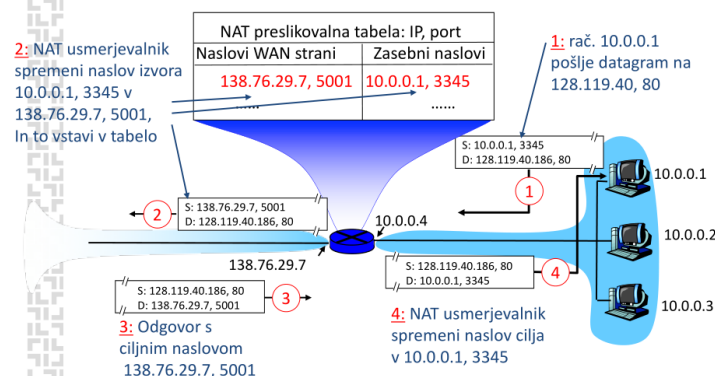 NAT preslikovalna tabela: IP, port
Naslovi WAN strani
Zasebni naslovi
138.76.29.7, 5001
10.0.0.1, 3345
......
......
2: NAT usmerjevalnik
spremeni naslov izvora
10.0.0.1, 3345 v
138.76.29.7, 5001,
In to vstavi v tabelo
1: rač. 10.0.0.1
pošlje datagram na
128.119.40, 80
S: 10.0.0.1, 3345
D: 128.119.40.186, 80
1
10.0.0.1
S: 138.76.29.7, 5001
D: 128.119.40.186, 80
2
10.0.0.4
10.0.0.2
138.76.29.7
S: 128.119.40.186, 80
D: 10.0.0.1, 3345
4
S: 128.119.40.186, 80
D: 138.76.29.7, 5001
3
10.0.0.3
3: Odgovor s
ciljnim naslovom
138.76.29.7, 5001
4: NAT usmerjevalnik
spremeni naslov cilja
v 10.0.0.1, 3345